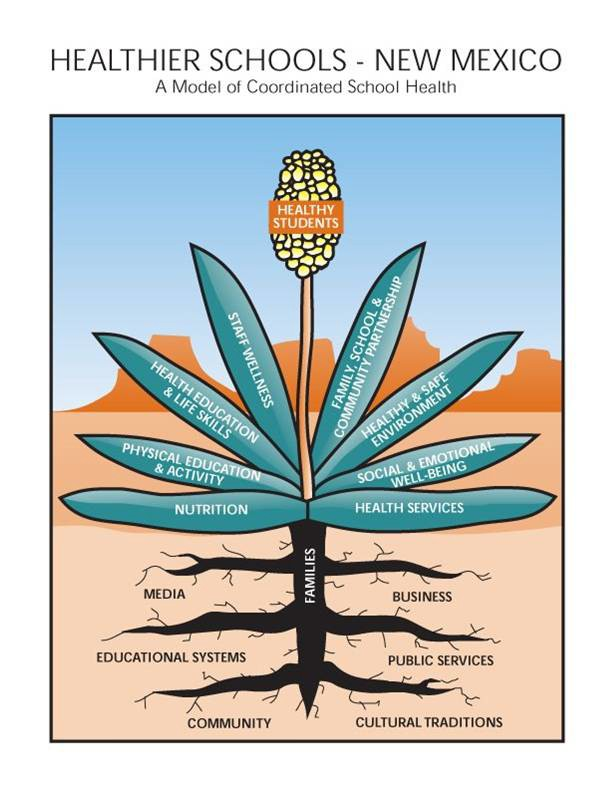 HEALTHIER SCHOOLS - NEW MEXICO
A Model of Coordinated School Health
HEALTHY
STUDENTS
STAFF WELLNESS
FAMILY, SCHOOL &
COMMUNITY PARTNERSHIP
HEALTH EDUCATION
& LIFE SKILLS
HEALTHY & SAFE
ENVIRONMENT
PHYSICAL EDUCATION
& ACTIVITY
SOCIAL & EMOTIONAL
WELL-BEING
NUTRITION
HEALTH SERVICES
FAMILIES
MEDIA
BUSINESS
EDUCATIONAL SYSTEMS
PUBLIC SERVICES
COMMUNITY
CULTURAL TRADITIONS